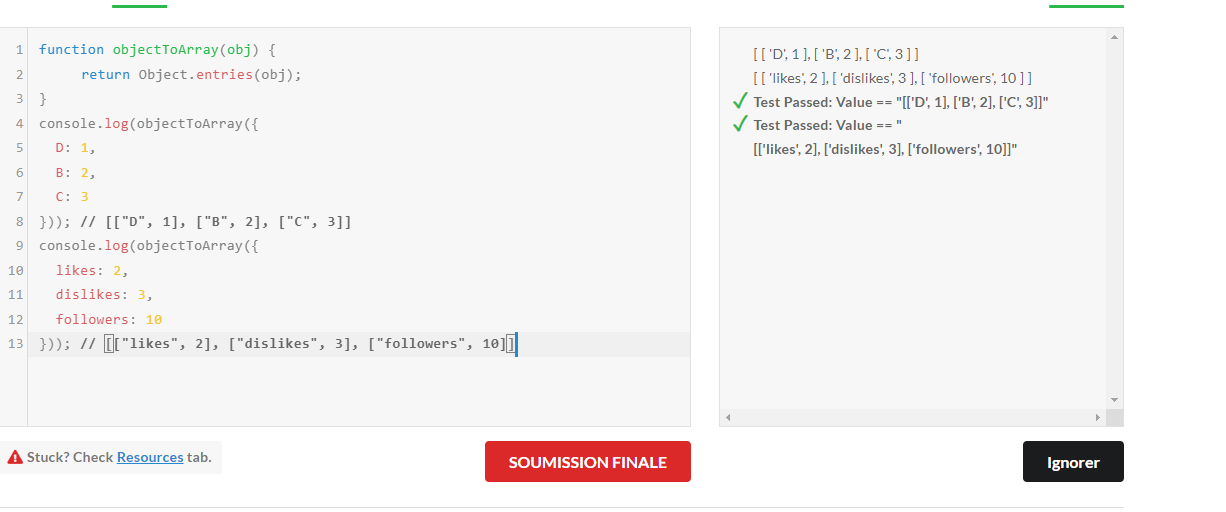 1 function objectToArray(obj) {
2 return Object.entries(obj);
3 }
4 console.log(objectToArray({
5 D: 1,
6 B: 2,
7 C: 3
8 })); // [["D", 1], ["B", 2], ["C", 3]]
9 console.log(objectToArray({
10 likes: 2,
11 dislikes: 3,
12 followers: 10
13 })); // [["likes", 2], ["dislikes", 3], ["followers", 10]]
[ [ 'D', 1 ], [ 'B', 2 ], [ 'C', 3 ] ]
[ [ 'likes', 2 ], [ 'dislikes', 3 ], [ 'followers', 10 ] ]
Test Passed: Value == "[['D', 1], ['B', 2], ['C', 3]]"
Test Passed: Value == "
[['likes', 2], ['dislikes', 3], ['followers', 10]]"
Stuck? Check Resources tab.
SOUMISSION FINALE
Ignorer